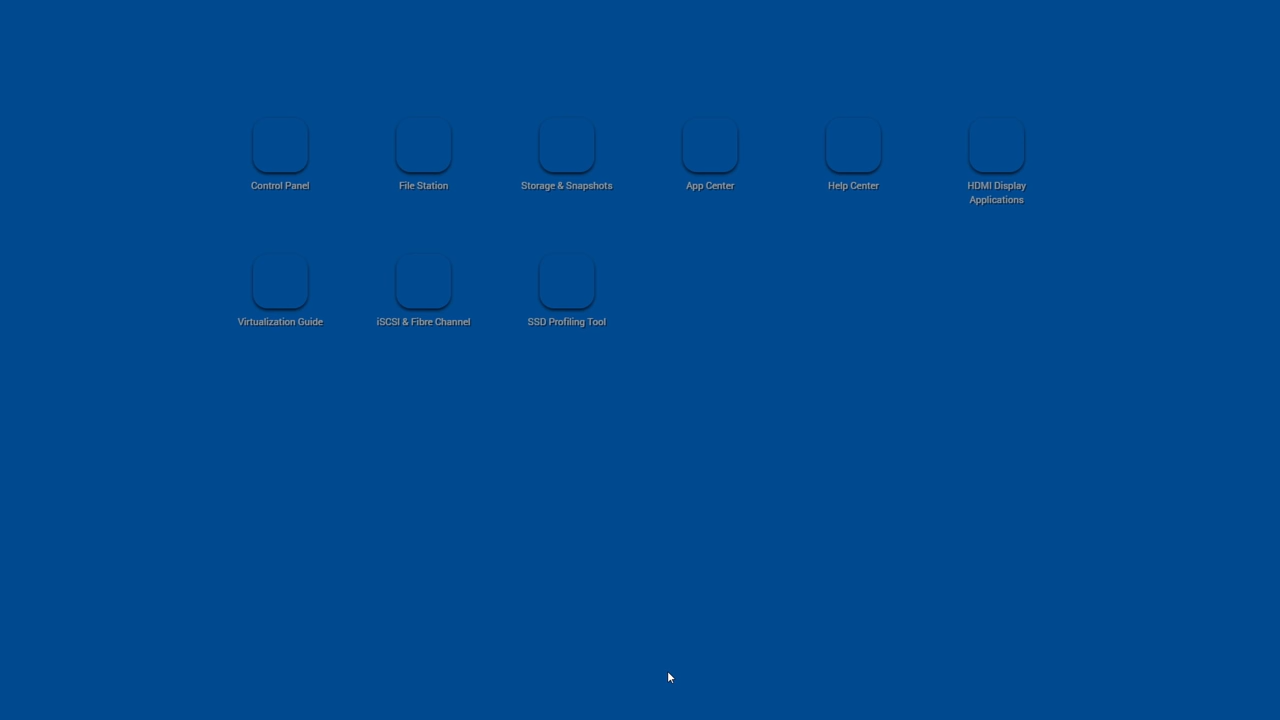 Control Panel
File Station
Storage & Snapshots
App Center
Help Center
HDMI Display
Applications
Virtualization Guide
iSCSI & Fibre Channel
SSD Profiling Tool